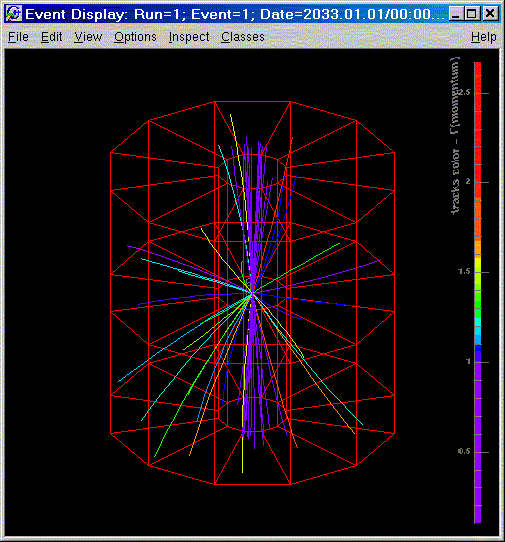 Event Display: Run=1; Event=1; Date=2033.01.01/00:00...
File Edit View Options Inspect Classes Help
tracks color - F(momentum)
2.5
2
1.5
1
0.5